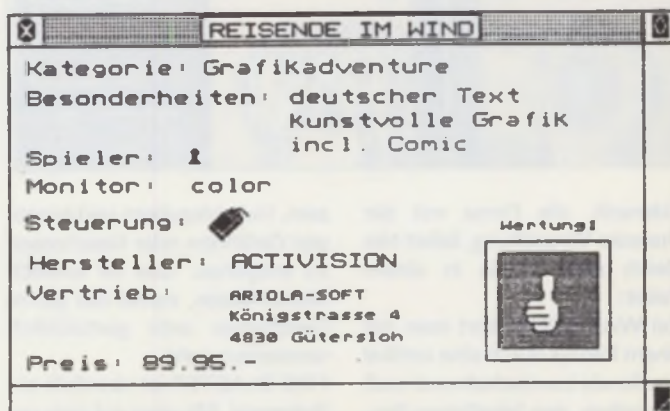 REISENDE IM WIND
Kategorie: Grafikadventure
Besonderheiten: deutscher Text
Kunstvolle Grafik
incl. Comic
Spieler: 1
Monitor: color
Steuerung:
Wertung:
Hersteller: ACTIVISION
Vertrieb: ARIOLA-SOFT
Königstrasse 4
4830 Gütersloh
Preis: 89.95.-